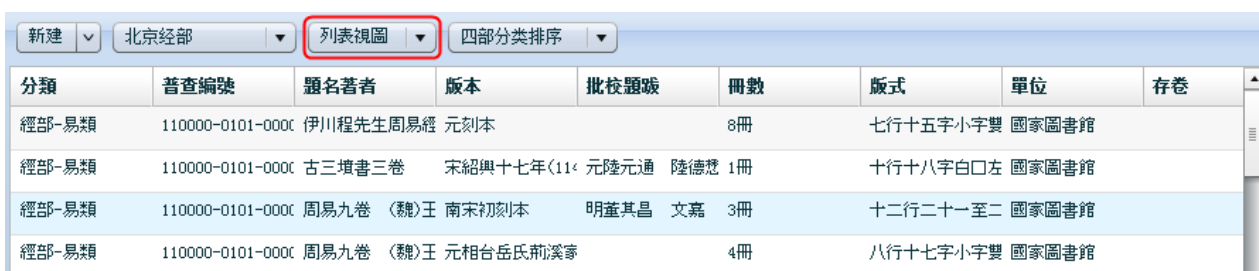 新建 北京经部 列表視圖 四部分类排序
分類 普查編號 題名著者 版本 批校題跋 冊數 版式 單位 存卷
經部-易類 110000-0101-000 伊川程先生周易經 元刻本 8冊 七行十五字小字雙 國家圖書館
經部-易類 110000-0101-000 古三墳書三卷 宋紹興十七年(114 元陸元通 陸德懋 1冊 十行十八字白口左 國家圖書館
經部-易類 110000-0101-000 周易九卷 (魏)王 南宋初刻本 明董其昌 文嘉 3冊 十二行二十一至二 國家圖書館
經部-易類 110000-0101-000 周易九卷 (魏)王 元相台岳氏荊溪家 4冊 八行十七字小字雙 國家圖書館